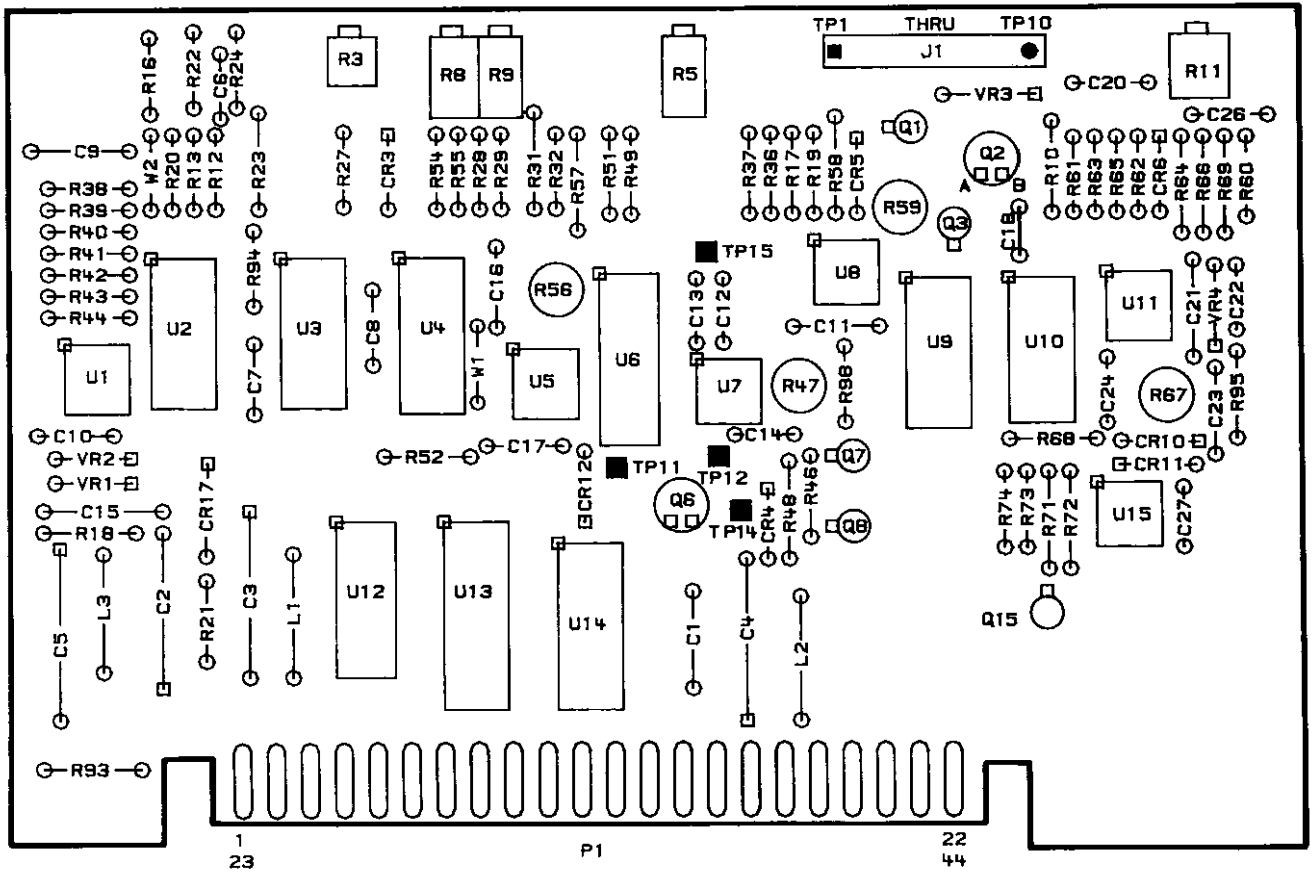 TP1 THRU TP10
J1
R16
R22
C6
R24
R3
R8
R9
R5
R11
VR3
C20
C26
C9
W2
R20
R13
R12
R23
R27
CR3
R54
R55
R28
R29
R31
R32
R57
R51
R49
R37
R36
R17
R19
R58
CR5
Q1
Q2
A
B
R59
Q3
C18
R10
R61
R63
R65
R62
CR6
R64
R66
R69
R60
R38
R39
R40
R41
R42
R43
R44
U1
U2
R94
C7
U3
C8
U4
C16
W1
R56
U5
U6
TP15
C13
C12
U7
U8
C11
R47
R98
U9
U10
U11
C24
C21
VR4
C22
R67
C23
R95
C10
VR2
VR1
C15
R18
CR17
R52
C17
CR12
TP11
TP12
C14
Q6
TP14
CR4
R48
R46
Q7
Q8
R68
CR10
CR11
R74
R73
R71
R72
U15
C27
Q15
C5
L3
C2
R21
C3
L1
U12
U13
U14
C1
C4
L2
R93
1
23
P1
22
44